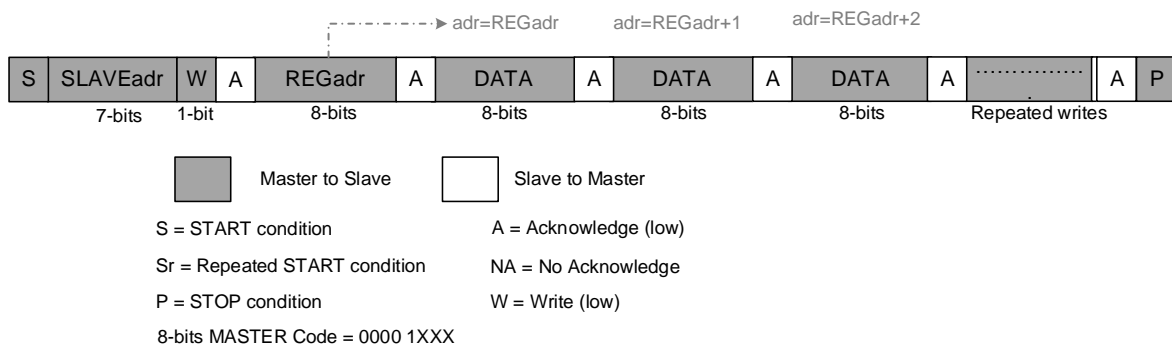 adr=REGadr adr=REGadr+1 adr=REGadr+2
S SLAVEadr W A REGadr A DATA A DATA A DATA A ................ . A P
7-bits 1-bit 8-bits 8-bits 8-bits 8-bits Repeated writes
Master to Slave Slave to Master
S = START condition A = Acknowledge (low)
Sr = Repeated START condition NA = No Acknowledge
P = STOP condition W = Write (low)
8-bits MASTER Code = 0000 1XXX